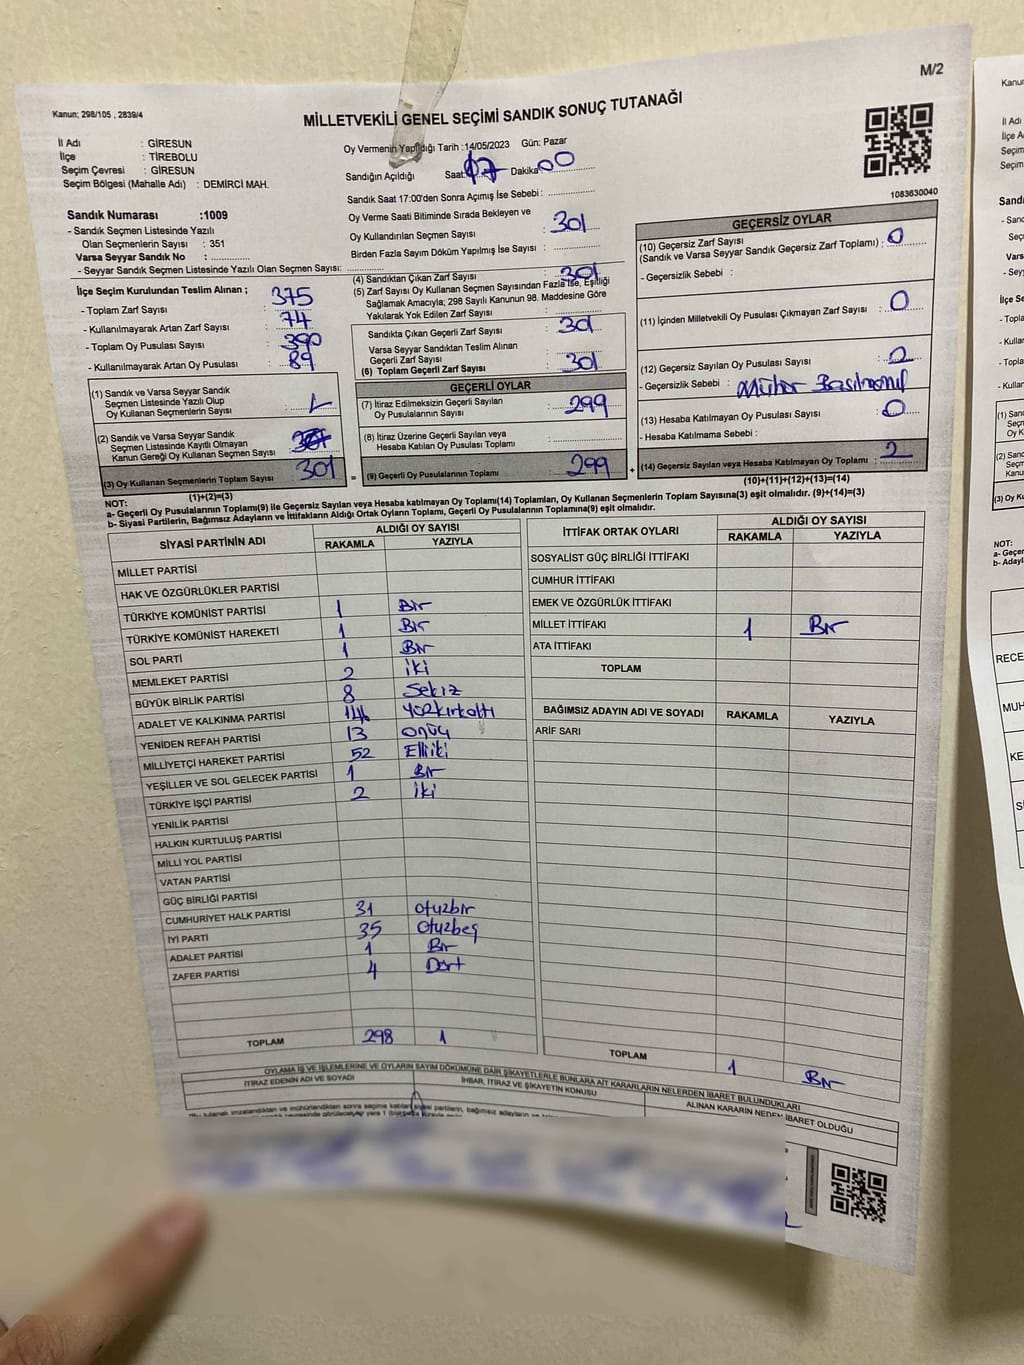 M/2
Kanun; 298/105 , 2839/4
MİLLETVEKİLİ GENEL SEÇİMİ SANDIK SONUÇ TUTANAĞI
İl Adı : GİRESUN
İlçe : TİREBOLU
Seçim Çevresi : GİRESUN
Seçim Bölgesi (Mahalle Adı) : DEMİRCİ MAH.
Oy Vermenin Yapıldığı Tarih :14/05/2023 Gün: Pazar
Sandığın Açıldığı Saat: 17 Dakika 00
Sandık Saat 17:00'den Sonra Açımış İse Sebebi :
1083630040
Sandık Numarası :1009
- Sandık Seçmen Listesinde Yazılı
Olan Seçmenlerin Sayısı : 351
Varsa Seyyar Sandık No :
- Seyyar Sandık Seçmen Listesinde Yazılı Olan Seçmen Sayısı:
Oy Verme Saati Bitiminde Sırada Bekleyen ve
Oy Kullandırılan Seçmen Sayısı : 301
Birden Fazla Sayım Döküm Yapılmış İse Sayısı :
İlçe Seçim Kurulundan Teslim Alınan ;
- Toplam Zarf Sayısı : 375
- Kullanılmayarak Artan Zarf Sayısı : 74
- Toplam Oy Pusulası Sayısı : 390
- Kullanılmayarak Artan Oy Pusulası : 89
(1) Sandık ve Varsa Seyyar Sandık
Seçmen Listesinde Yazılı Olup
Oy Kullanan Seçmenlerin Sayısı :
(2) Sandık ve Varsa Seyyar Sandık
Seçmen Listesinde Kayıtlı Olmayan
Kanun Gereği Oy Kullanan Seçmen Sayısı :
(3) Oy Kullanan Seçmenlerin Toplam Sayısı : 301
(1)+(2)=(3)
(4) Sandıktan Çıkan Zarf Sayısı : 301
(5) Zarf Sayısı Oy Kullanan Seçmen Sayısından Fazla İse, Eşitliği
Sağlamak Amacıyla; 298 Sayılı Kanunun 98. Maddesine Göre
Yakılarak Yok Edilen Zarf Sayısı :
Sandıkta Çıkan Geçerli Zarf Sayısı : 301
Varsa Seyyar Sandıktan Teslim Alınan
Geçerli Zarf Sayısı :
(6) Toplam Geçerli Zarf Sayısı : 301
GEÇERLİ OYLAR
(7) İtiraz Edilmeksizin Geçerli Sayılan
Oy Pusulasının Sayısı : 299
(8) İtiraz Üzerine Geçerli Sayılan veya
Hesaba Katılan Oy Pusulası Toplamı :
(9) Geçerli Oy Pusulalarının Toplamı : 299
GEÇERSİZ OYLAR
(10) Geçersiz Zarf Sayısı
(Sandık ve Varsa Seyyar Sandık Geçersiz Zarf Toplamı) : 0
- Geçersizlik Sebebi :
(11) İçinden Milletvekili Oy Pusulası Çıkmayan Zarf Sayısı : 0
(12) Geçersiz Sayılan Oy Pusulası Sayısı : 2
- Geçersizlik Sebebi : Mühür Basılmamış
(13) Hesaba Katılmayan Oy Pusulası Sayısı : 0
- Hesaba Katılmama Sebebi :
(14) Geçersiz Sayılan veya Hesaba Katılmayan Oy Toplamı : 2
(10)+(11)+(12)+(13)=(14)
NOT:
a- Geçerli Oy Pusulalarının Toplamı(9) ile Geçersiz Sayılan veya Hesaba katılmayan Oy Toplamı(14) Toplamları, Oy Kullanan Seçmenlerin Toplam Sayısına(3) eşit olmalıdır. (9)+(14)=(3)
b- Siyasi Partilerin, Bağımsız Adayların ve İttifakların Aldığı Ortak Oyların Toplamı, Geçerli Oy Pusulalarının Toplamına(9) eşit olmalıdır.
SİYASİ PARTİNİN ADI ALDIĞI OY SAYISI
RAKAMLA YAZIYLA
MİLLET PARTİSİ
HAK VE ÖZGÜRLÜKLER PARTİSİ
TÜRKİYE KOMÜNİST PARTİSİ 1 Bir
TÜRKİYE KOMÜNİST HAREKETİ 1 Bir
SOL PARTİ 1 Bir
MEMLEKET PARTİSİ 2 iki
BÜYÜK BİRLİK PARTİSİ 8 Sekiz
ADALET VE KALKINMA PARTİSİ 146 Yüzkırkaltı
YENİDEN REFAH PARTİSİ 13 onüç
MİLLİYETÇİ HAREKET PARTİSİ 52 Elliiki
YEŞİLLER VE SOL GELECEK PARTİSİ 1 Bir
TÜRKİYE İŞÇİ PARTİSİ 2 iki
YENİLİK PARTİSİ
HALKIN KURTULUŞ PARTİSİ
MİLLİ YOL PARTİSİ
VATAN PARTİSİ
GÜÇ BİRLİĞİ PARTİSİ
CUMHURİYET HALK PARTİSİ 31 otuzbir
İYİ PARTİ 35 otuzbeş
ADALET PARTİSİ 1 Bir
ZAFER PARTİSİ 4 Dört
TOPLAM 298 1
İTTİFAK ORTAK OYLARI ALDIĞI OY SAYISI
RAKAMLA YAZIYLA
SOSYALİST GÜÇ BİRLİĞİ İTTİFAKI
CUMHUR İTTİFAKI
EMEK VE ÖZGÜRLÜK İTTİFAKI
MİLLET İTTİFAKI 1 Bir
ATA İTTİFAKI
TOPLAM
BAĞIMSIZ ADAYIN ADI VE SOYADI RAKAMLA YAZIYLA
ARİF SARI
TOPLAM 1 Bir
OYLAMA İŞ VE İŞLEMLERİNE VE OYLARIN SAYIM DÖKÜMÜNE DAİR ŞİKAYETLERLE BUNLARA AİT KARARLARIN NELERDEN İBARET BULUNDUKLARI
İTİRAZ EDENİN ADI VE SOYADI
İHBAR, İTİRAZ VE ŞİKAYETİN KONUSU
ALINAN KARARIN NEDEN İBARET OLDUĞU